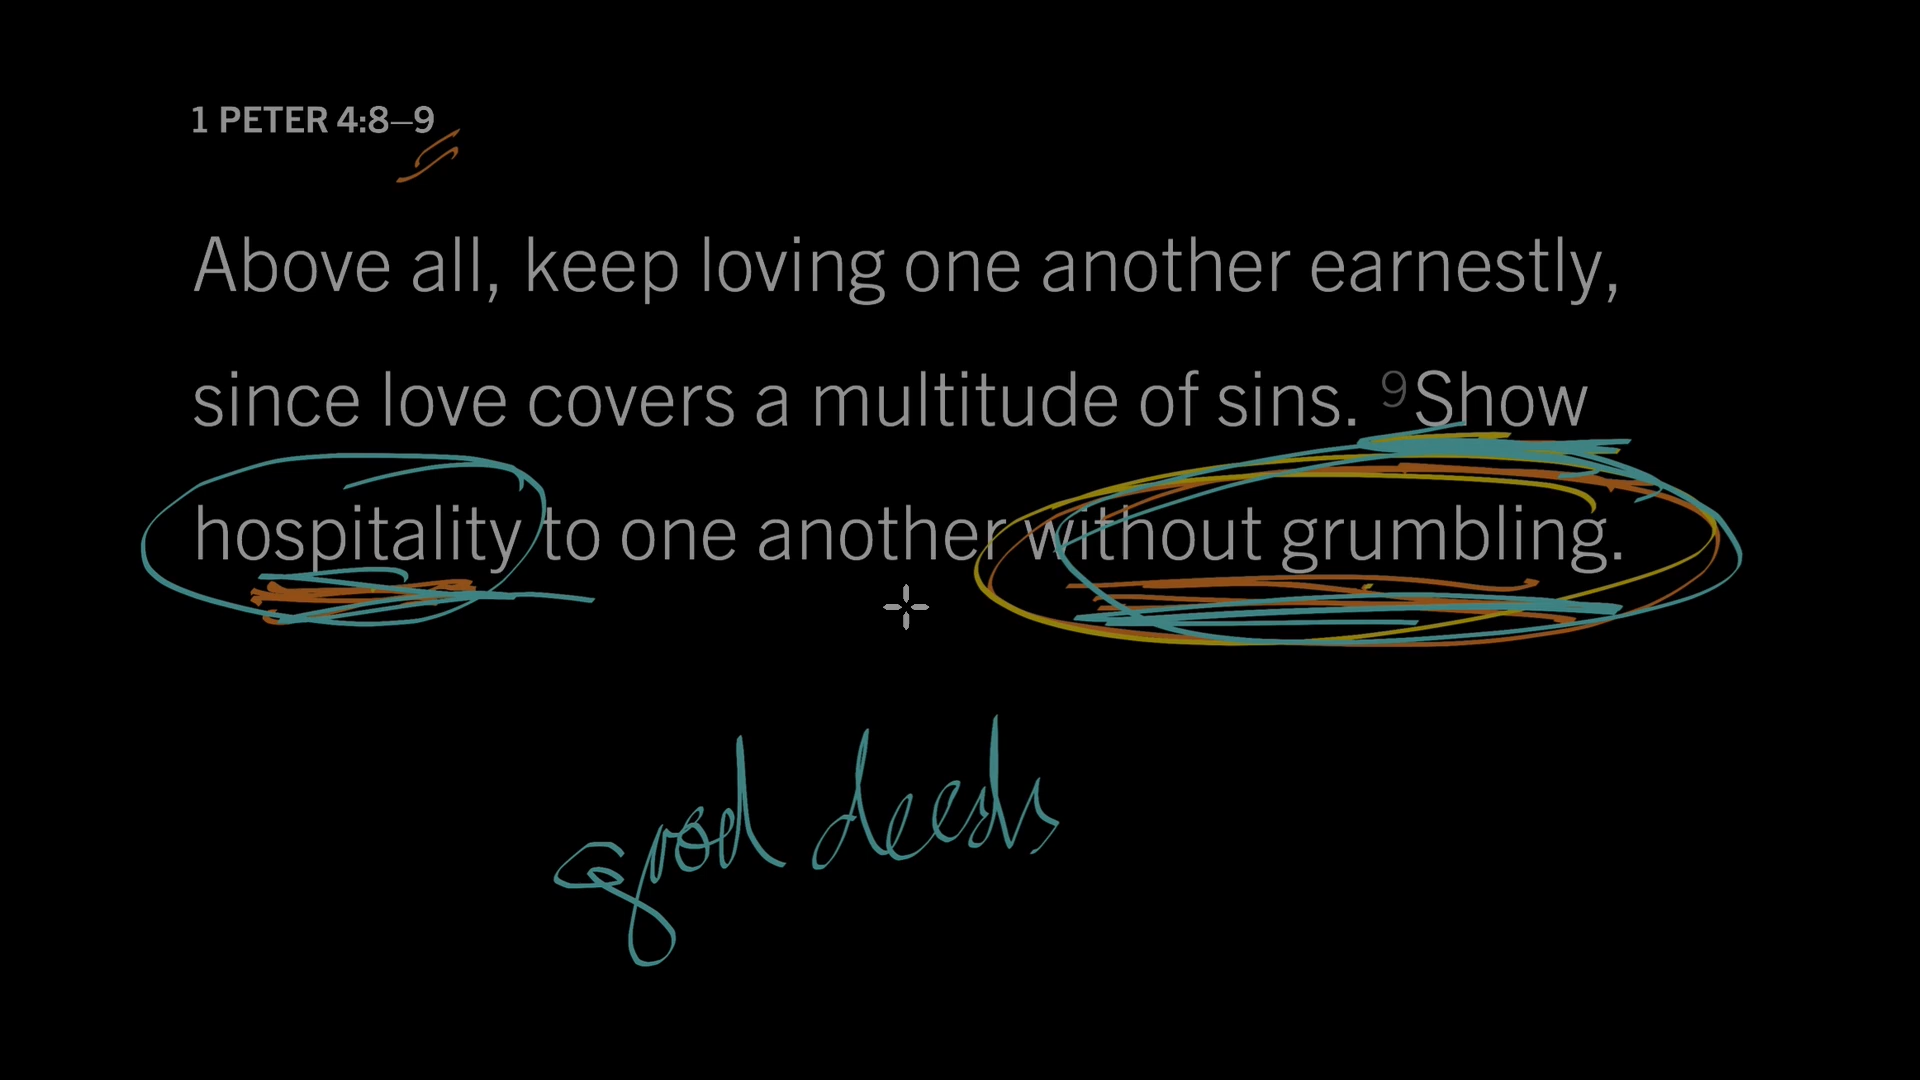 1 PETER 4:8–9
Above all, keep loving one another earnestly,
since love covers a multitude of sins. 9 Show
hospitality to one another without grumbling.
good deeds